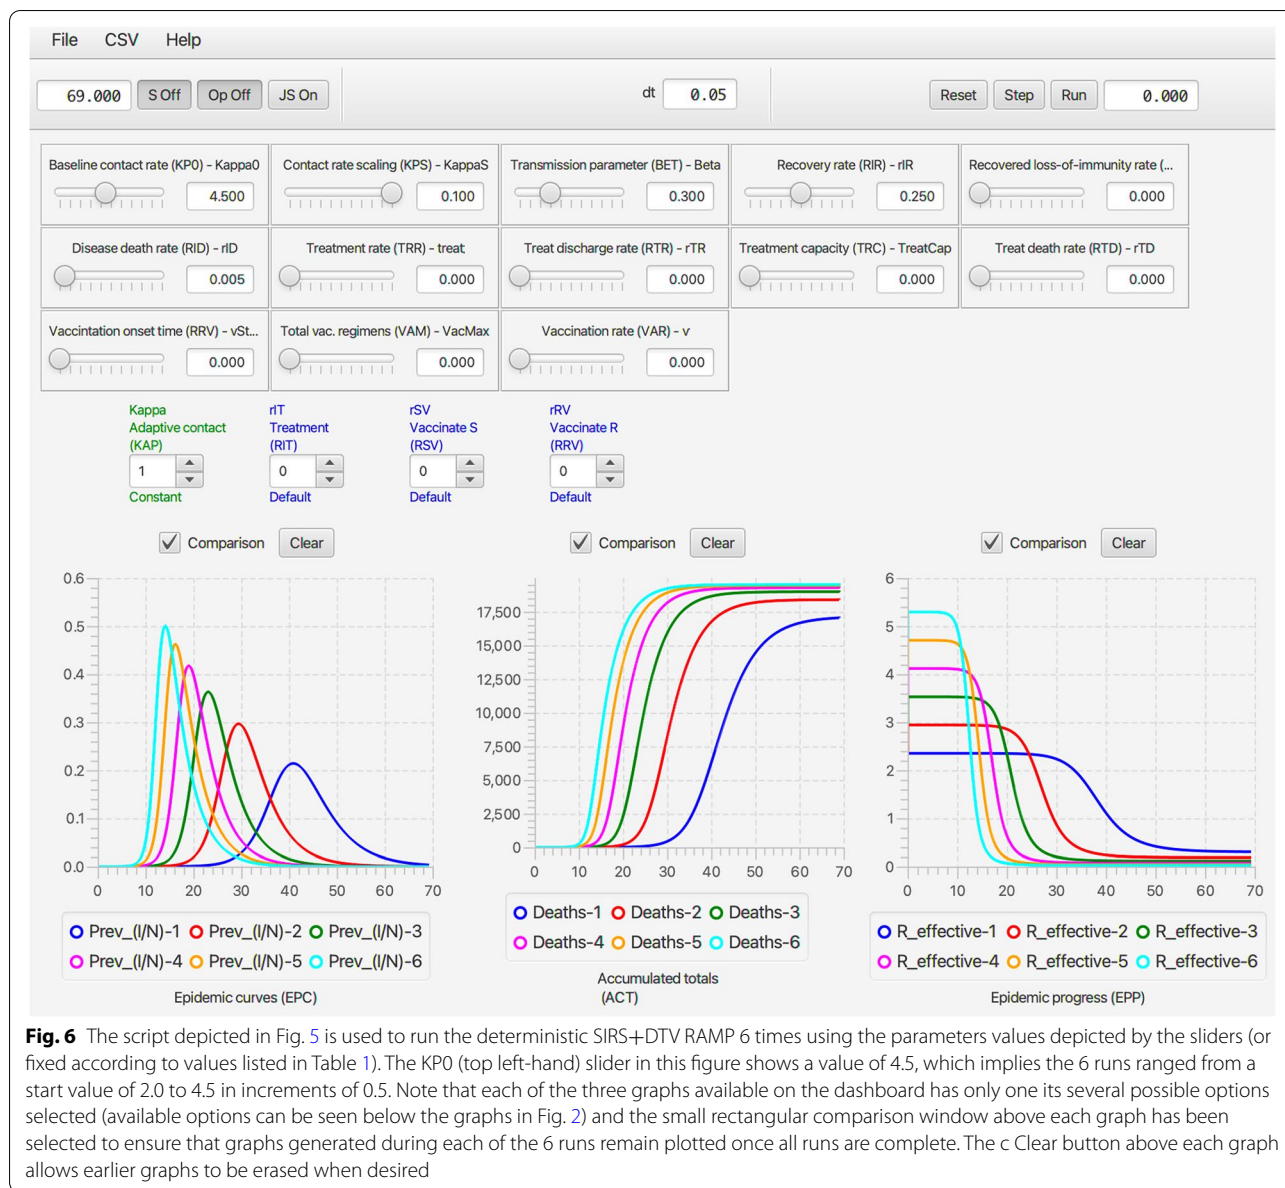 File CSV Help
69.000 S Off Op Off JS On dt 0.05 Reset Step Run 0.000
Baseline contact rate (KP0) - Kappa0 Contact rate scaling (KPS) - KappaS Transmission parameter (BET) - Beta Recovery rate (RIR) - rIR Recovered loss-of-immunity rate (...
4.500 0.100 0.300 0.250 0.000
Disease death rate (RID) - rID Treatment rate (TRR) - treat Treat discharge rate (RTR) - rTR Treatment capacity (TRC) - TreatCap Treat death rate (RTD) - rTD
0.005 0.000 0.000 0.000 0.000
Vaccintation onset time (RRV) - vSt... Total vac. regimens (VAM) - VacMax Vaccination rate (VAR) - v
0.000 0.000 0.000
Kappa rIT rSV rRV
Adaptive contact Treatment Vaccinate S Vaccinate R
(KAP) (RIT) (RSV) (RRV)
1 0 0 0
Constant Default Default Default
Comparison Clear Comparison Clear Comparison Clear
0.6
0.5
0.4
0.3
0.2
0.1
0.0
0 10 20 30 40 50 60 70
Prev_(I/N)-1 Prev_(I/N)-2 Prev_(I/N)-3
Prev_(I/N)-4 Prev_(I/N)-5 Prev_(I/N)-6
Epidemic curves (EPC)
17,500
15,000
12,500
10,000
7,500
5,000
2,500
0
0 10 20 30 40 50 60 70
Deaths-1 Deaths-2 Deaths-3
Deaths-4 Deaths-5 Deaths-6
Accumulated totals
(ACT)
6
5
4
3
2
1
0
0 10 20 30 40 50 60 70
R_effective-1 R_effective-2 R_effective-3
R_effective-4 R_effective-5 R_effective-6
Epidemic progress (EPP)
Fig. 6 The script depicted in Fig. 5 is used to run the deterministic SIRS+DTV RAMP 6 times using the parameters values depicted by the sliders (or
fixed according to values listed in Table 1). The KP0 (top left-hand) slider in this figure shows a value of 4.5, which implies the 6 runs ranged from a
start value of 2.0 to 4.5 in increments of 0.5. Note that each of the three graphs available on the dashboard has only one its several possible options
selected (available options can be seen below the graphs in Fig. 2) and the small rectangular comparison window above each graph has been
selected to ensure that graphs generated during each of the 6 runs remain plotted once all runs are complete. The c Clear button above each graph
allows earlier graphs to be erased when desired